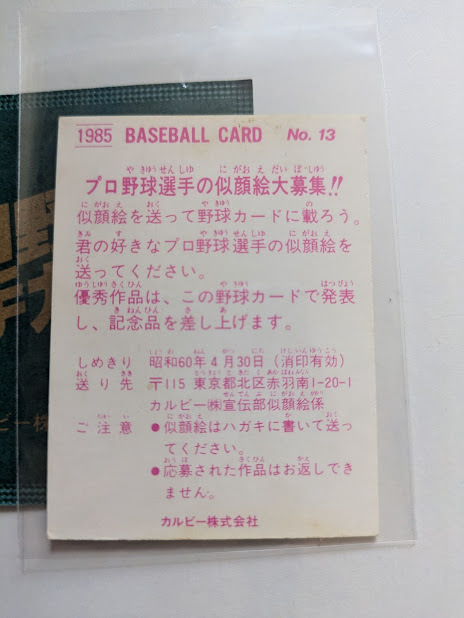 1985 BASEBALL CARD No. 13
プロ野球選手の似顔絵大募集!!
似顔絵を送って野球カードに載ろう。
君の好きなプロ野球選手の似顔絵を
送ってください。
優秀作品は、この野球カードで発表
し、記念品を差し上げます。
しめきり 昭和60年4月30日(消印有効)
送り先 〒115 東京都北区赤羽南1-20-1
カルビー㈱宣伝部似顔絵係
ご注意 ●似顔絵はハガキに書いて送っ
てください。
●応募された作品はお返しでき
ません。
カルビー株式会社